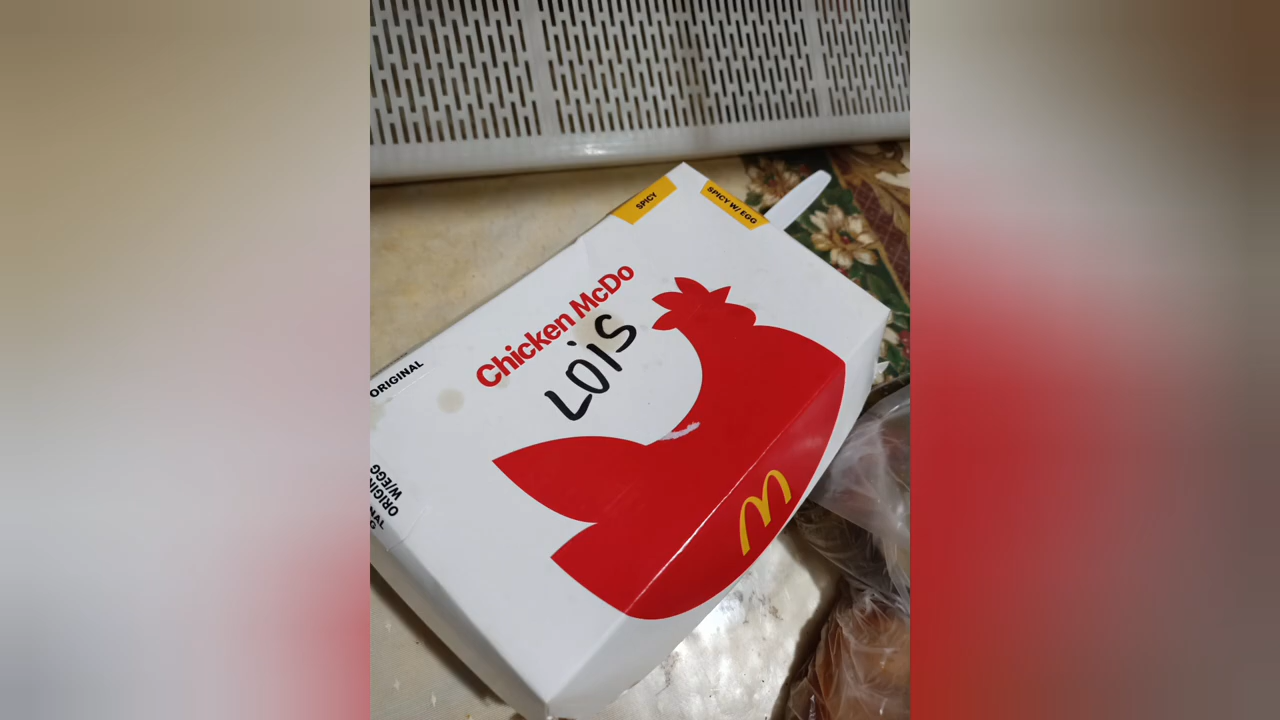 SPICY
SPICY W/ EGG
Chicken McDo
LOIS
ORIGINAL
ORIGINAL
W/EGG